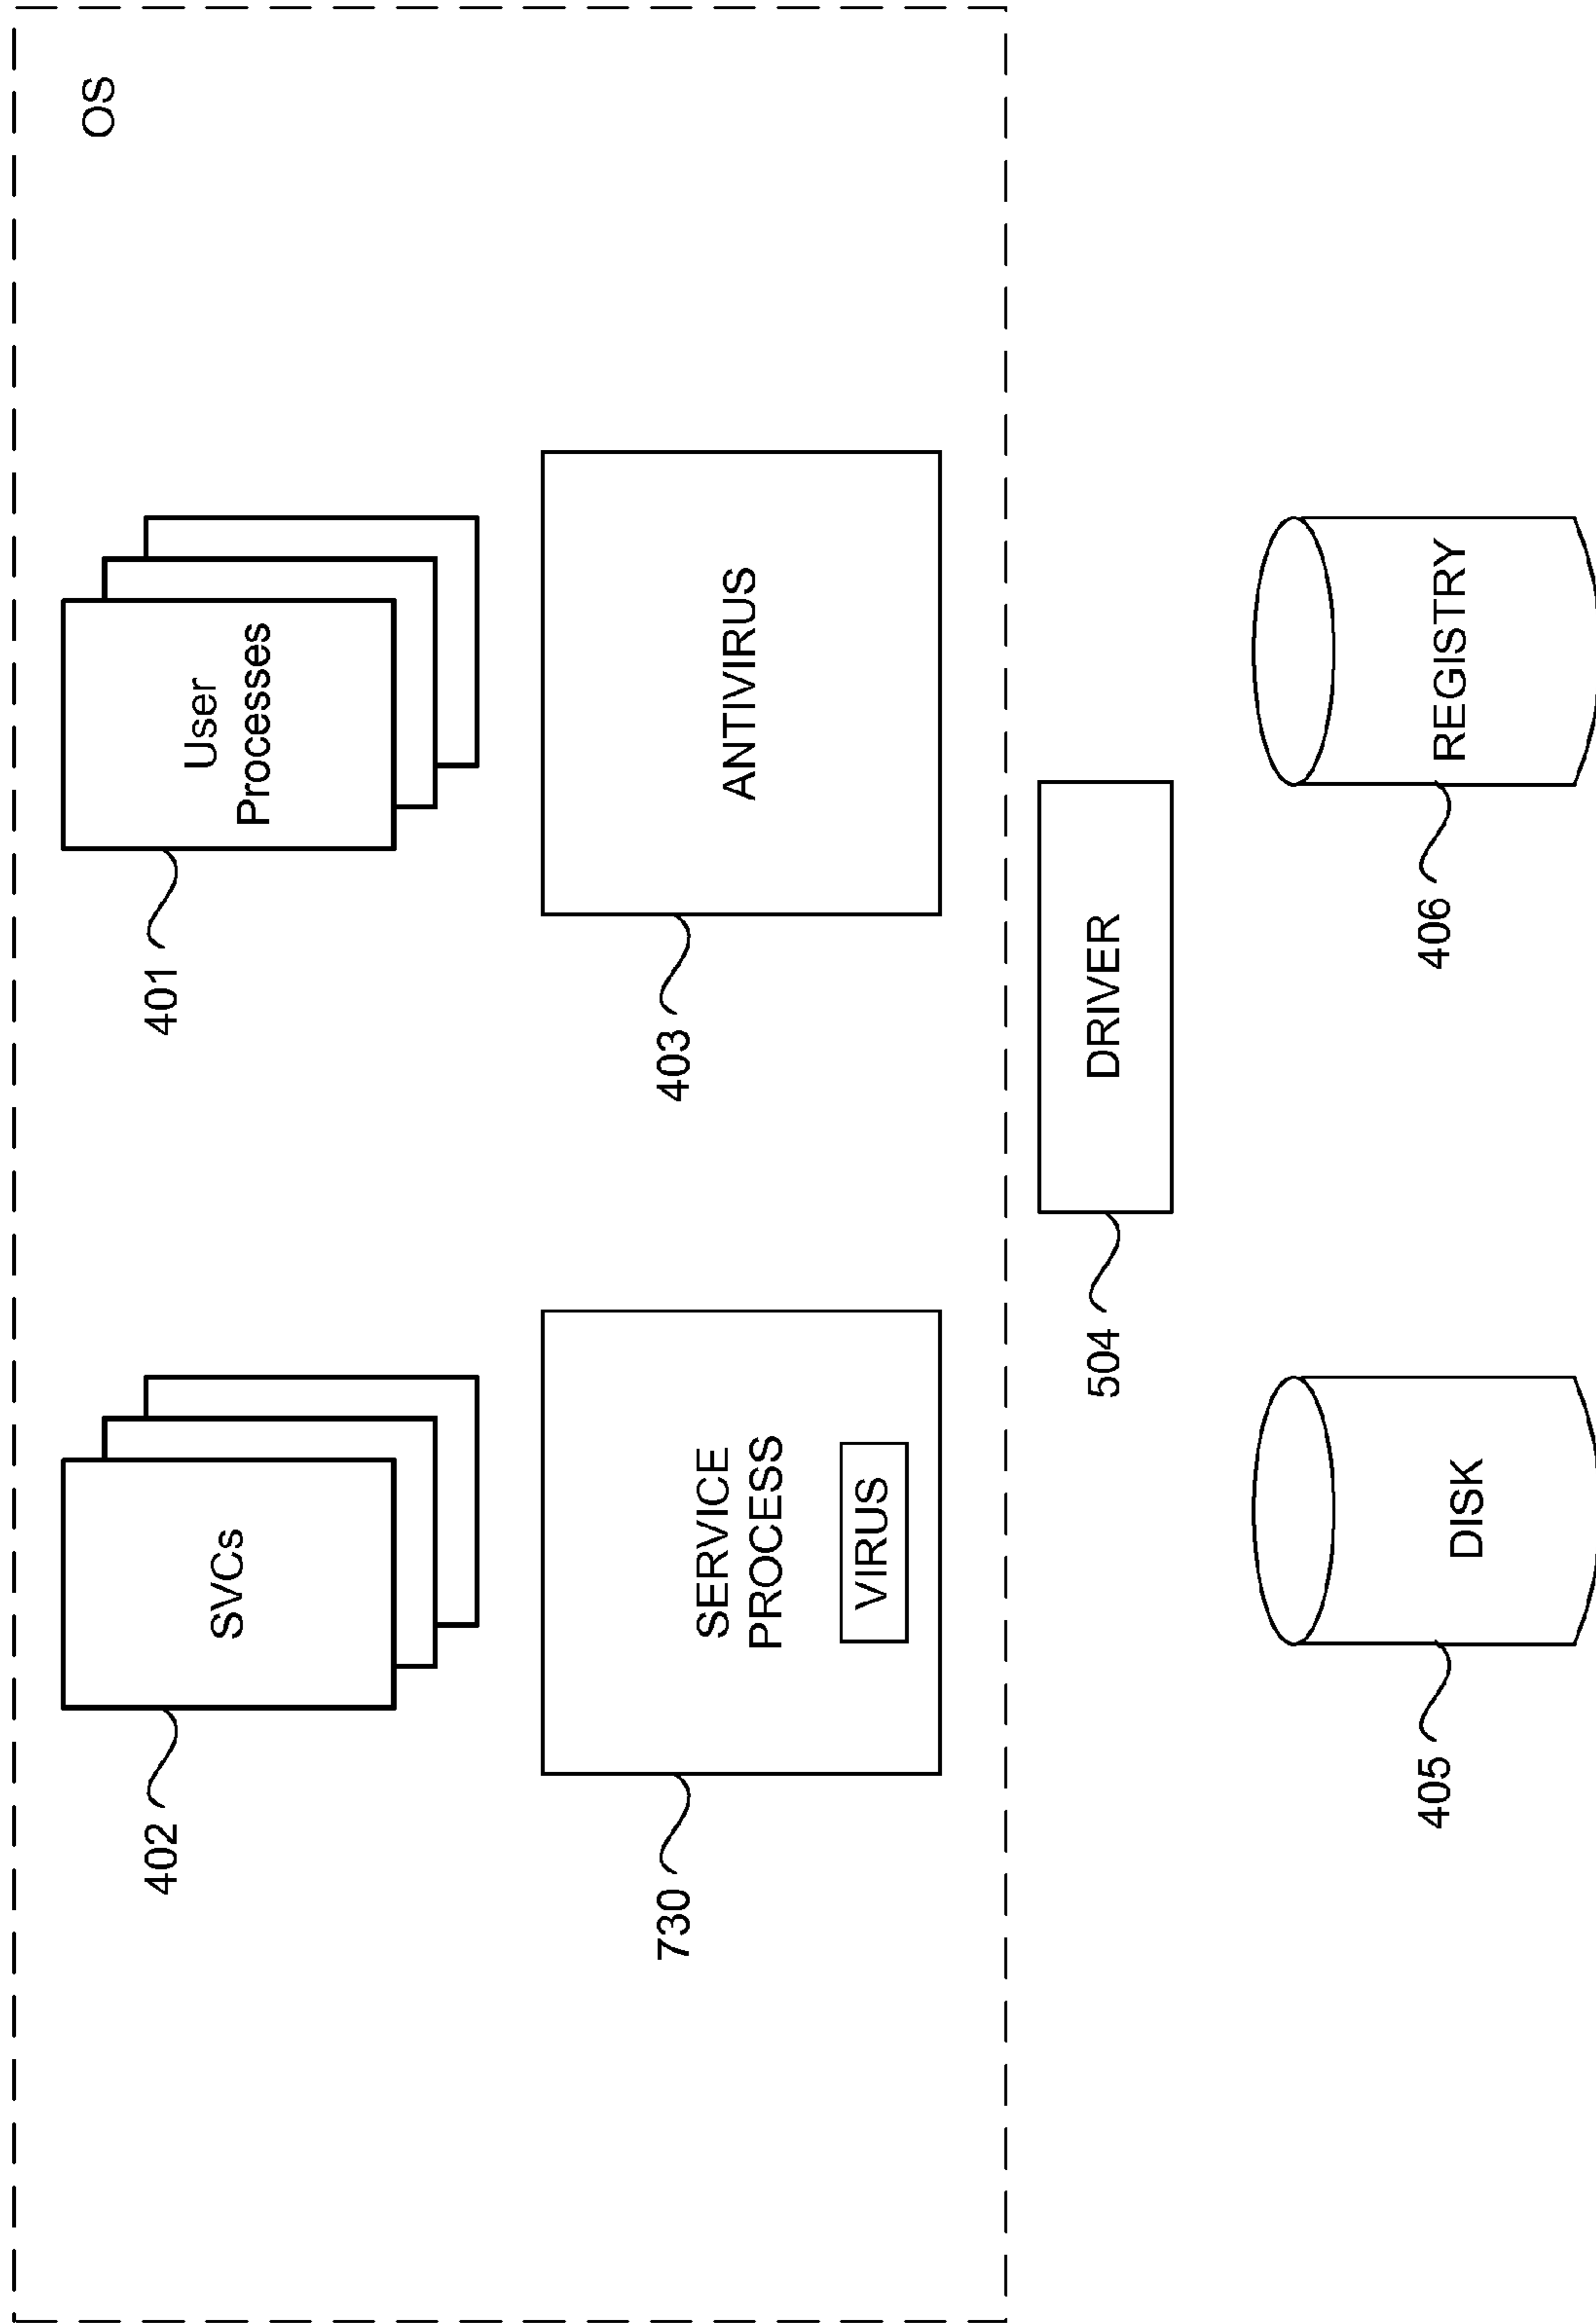 OS
SVCs
402
User
Processes
401
SERVICE
PROCESS
VIRUS
730
ANTIVIRUS
403
DRIVER
504
DISK
405
REGISTRY
406